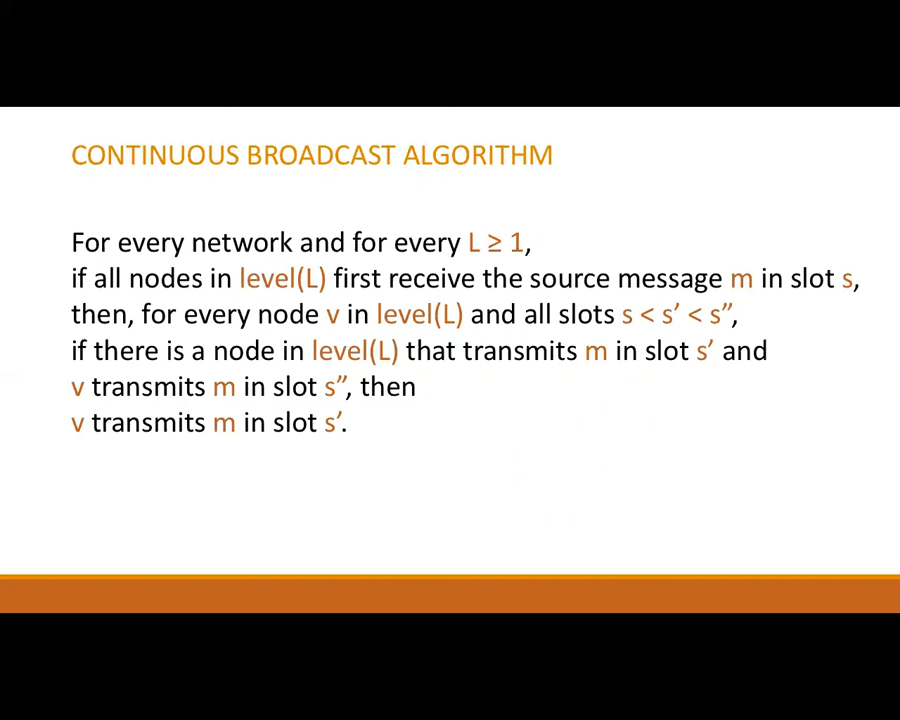 CONTINUOUS BROADCAST ALGORITHM
For every network and for every L ≥ 1,
if all nodes in level(L) first receive the source message m in slot s,
then, for every node v in level(L) and all slots s < s’ < s”,
if there is a node in level(L) that transmits m in slot s’ and
v transmits m in slot s”, then
v transmits m in slot s’.